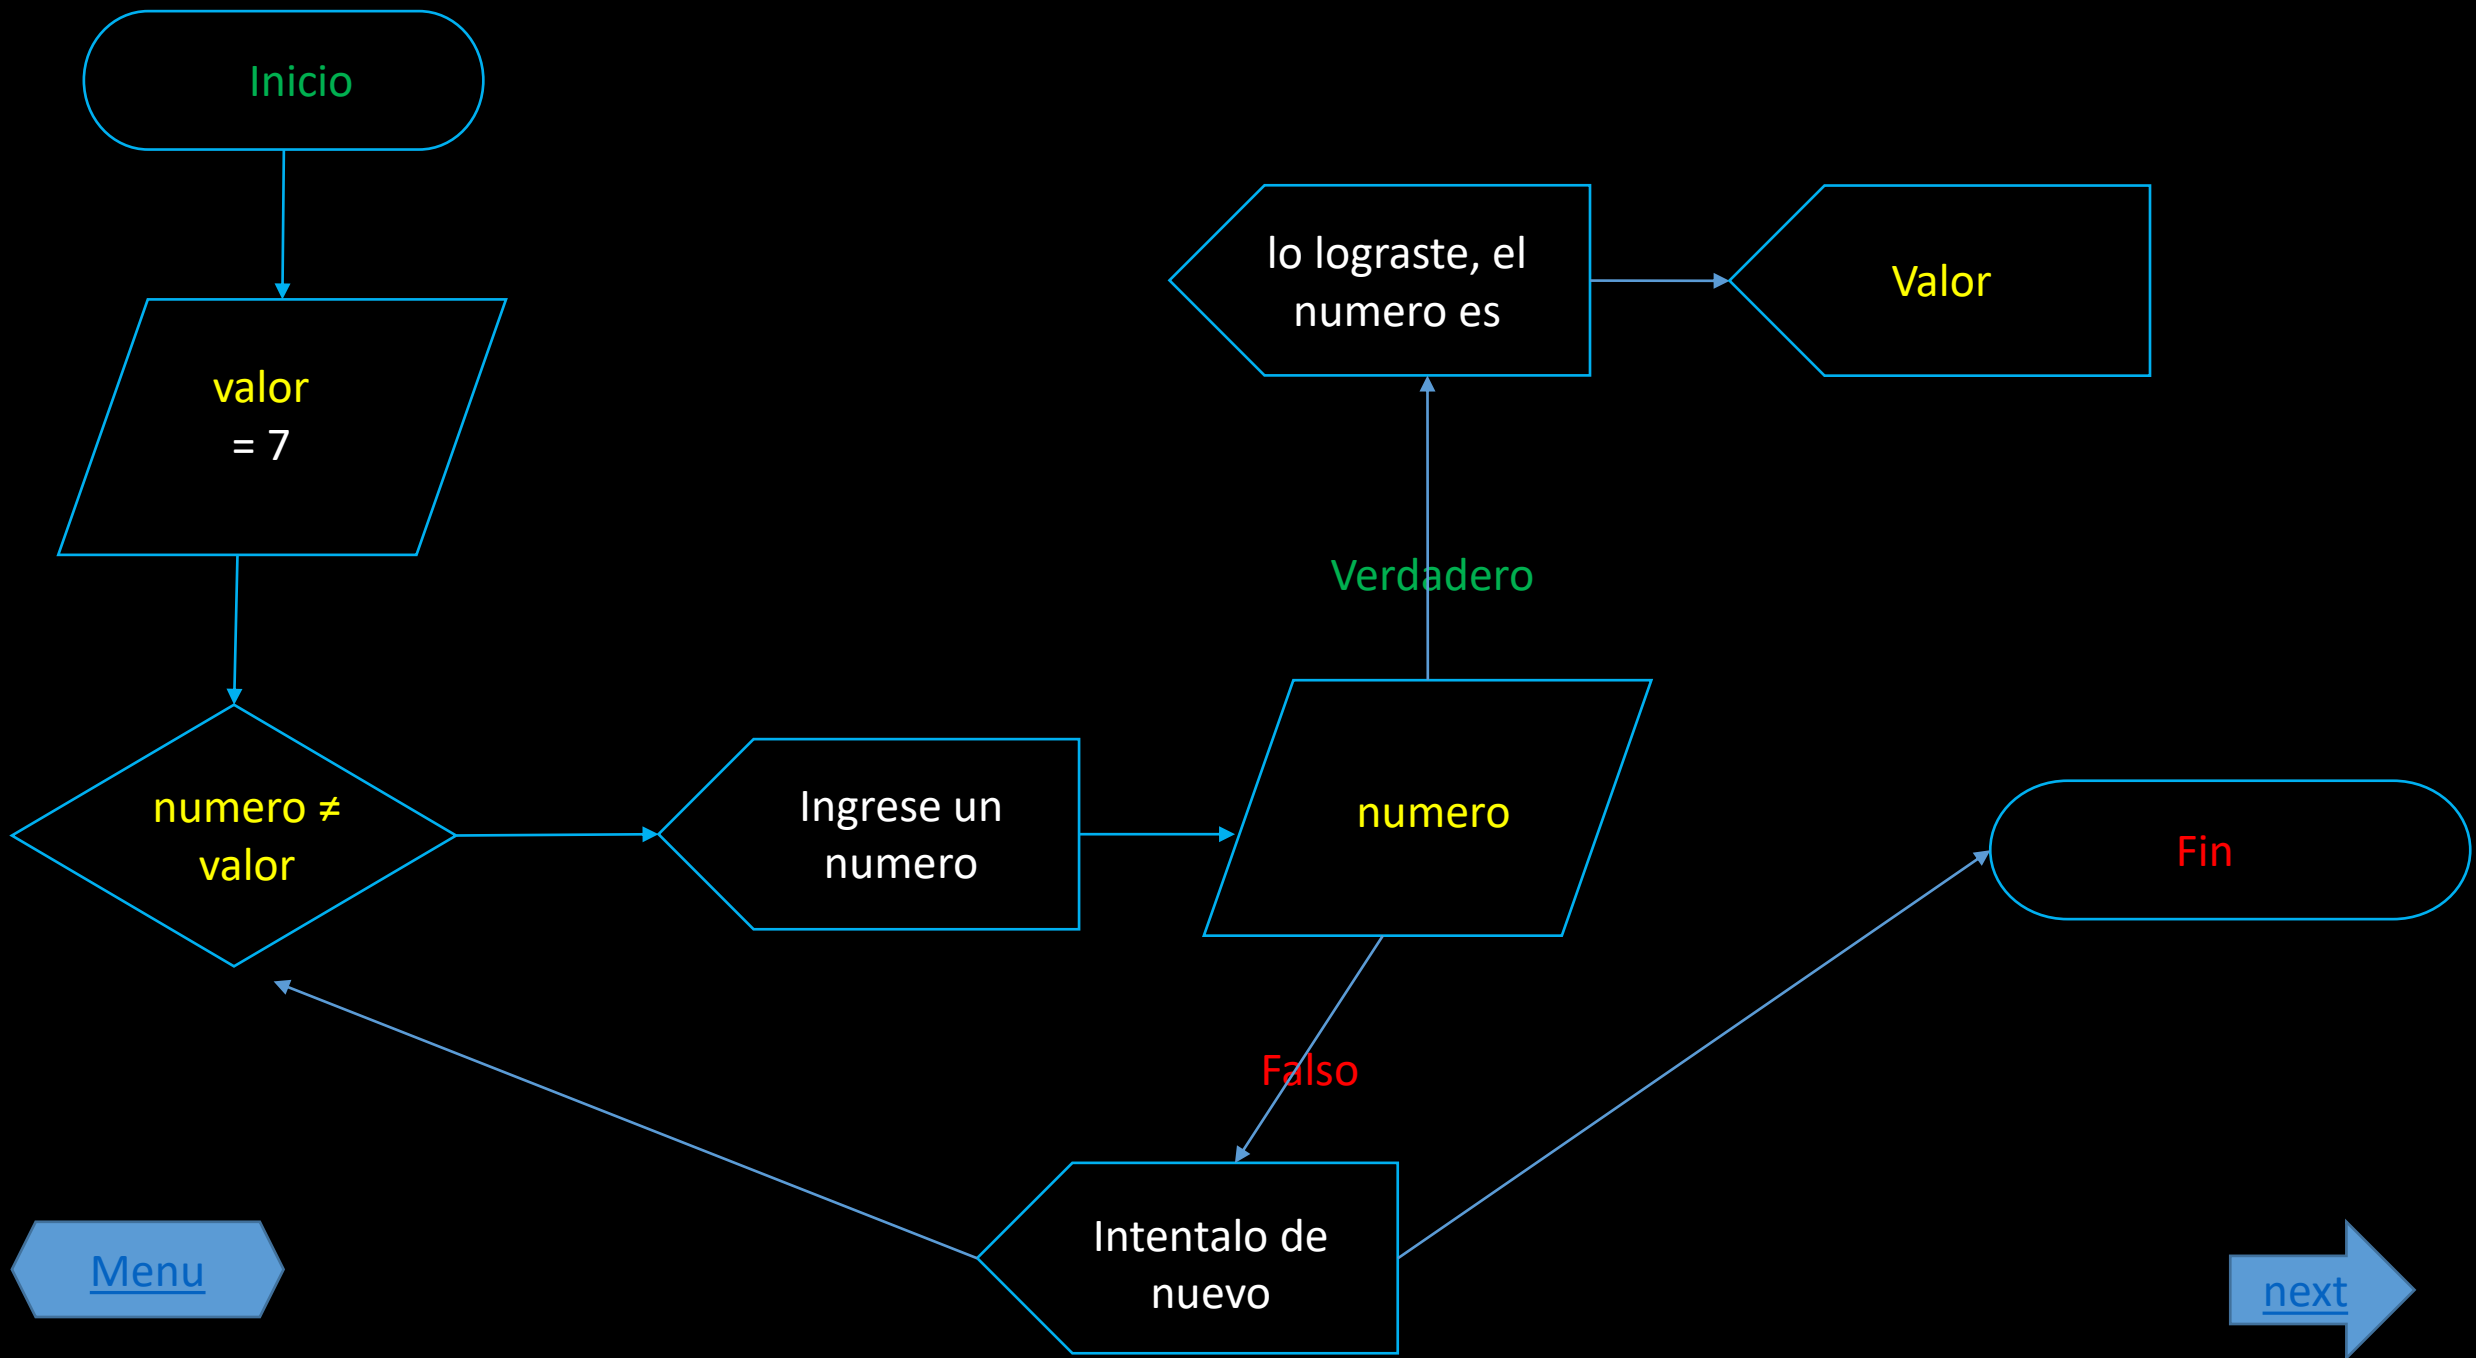 Inicio
valor
= 7
numero ≠
valor
Ingrese un
numero
numero
Verdadero
lo lograste, el
numero es
Valor
Falso
Intentalo de
nuevo
Fin
Menu
next